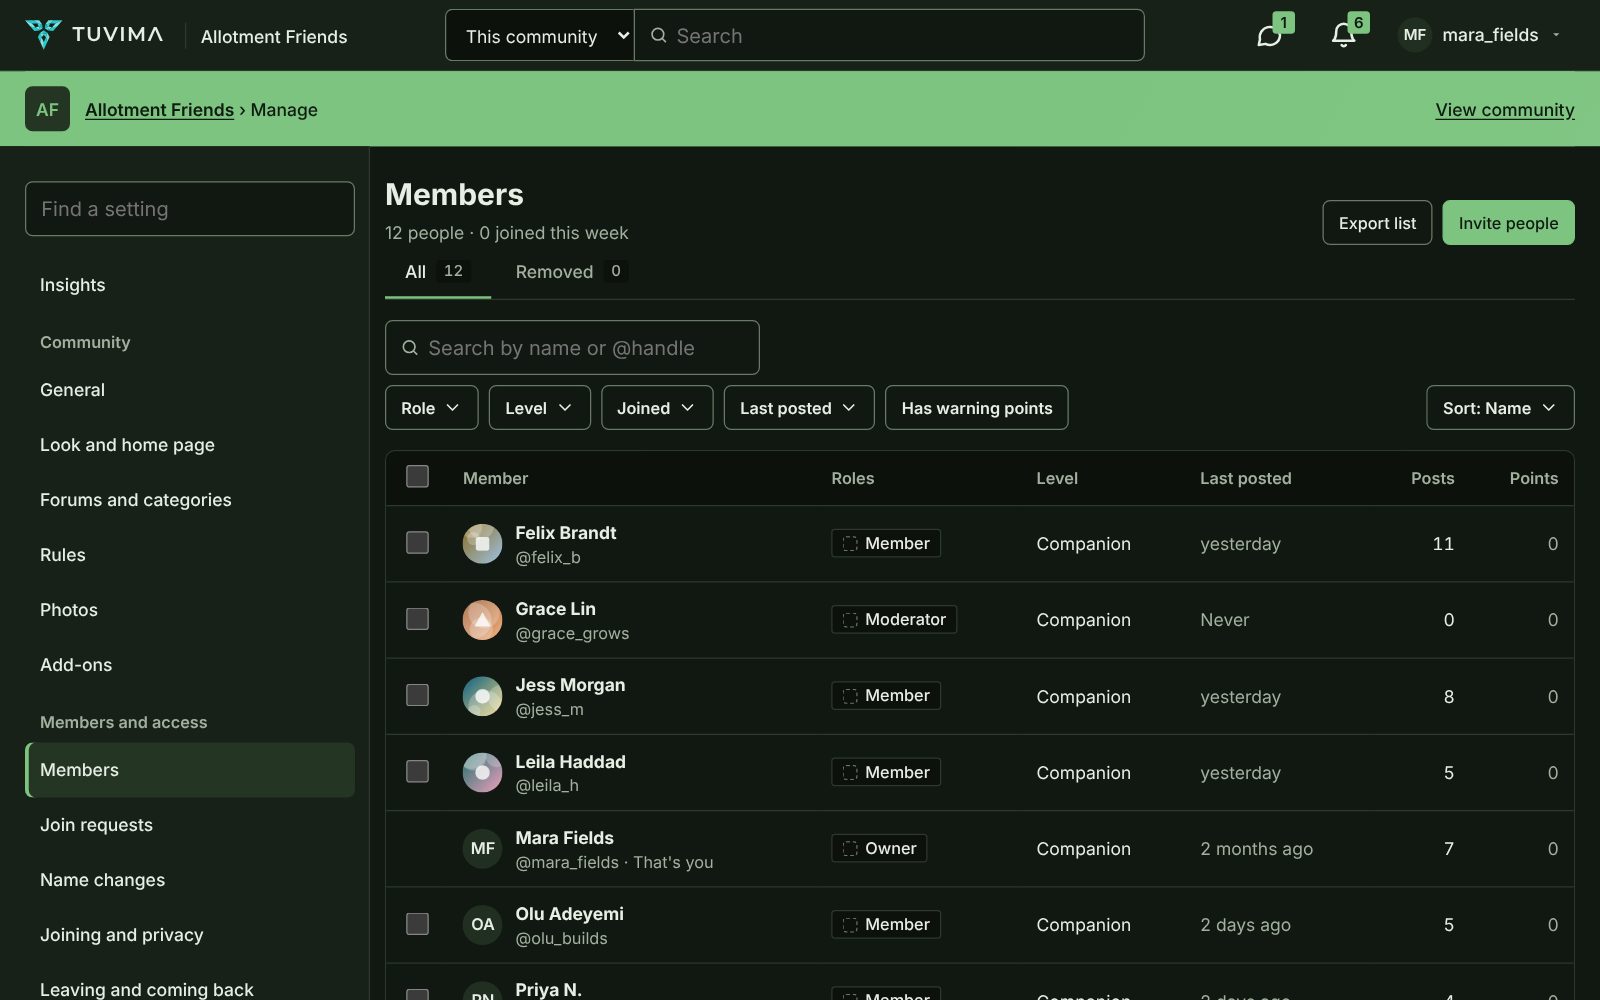 TUVIMA
Allotment Friends
This community
Search
1
6
MF
mara_fields
AF
Allotment Friends › Manage
View community
Find a setting
Insights
Community
General
Look and home page
Forums and categories
Rules
Photos
Add-ons
Members and access
Members
Join requests
Name changes
Joining and privacy
Leaving and coming back
Members
12 people · 0 joined this week
Export list
Invite people
All 12
Removed 0
Search by name or @handle
Role
Level
Joined
Last posted
Has warning points
Sort: Name
Member Roles Level Last posted Posts Points
Felix Brandt
@felix_b
Member Companion yesterday 11 0
Grace Lin
@grace_grows
Moderator Companion Never 0 0
Jess Morgan
@jess_m
Member Companion yesterday 8 0
Leila Haddad
@leila_h
Member Companion yesterday 5 0
MF
Mara Fields
@mara_fields · That's you
Owner Companion 2 months ago 7 0
OA
Olu Adeyemi
@olu_builds
Member Companion 2 days ago 5 0
PN
Priya N.
Member Companion